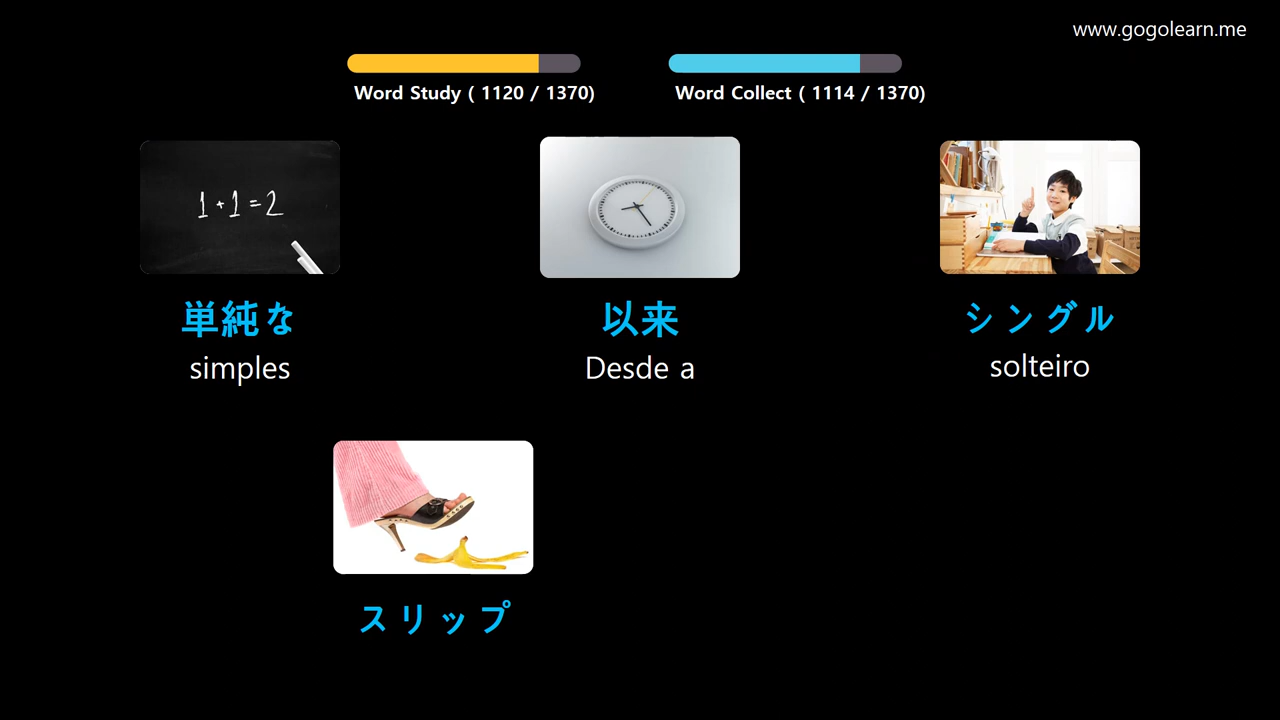 www.gogolearn.me
Word Study ( 1120 / 1370)
Word Collect ( 1114 / 1370)
1+1=2
単純な
simples
以来
Desde a
シングル
solteiro
スリップ